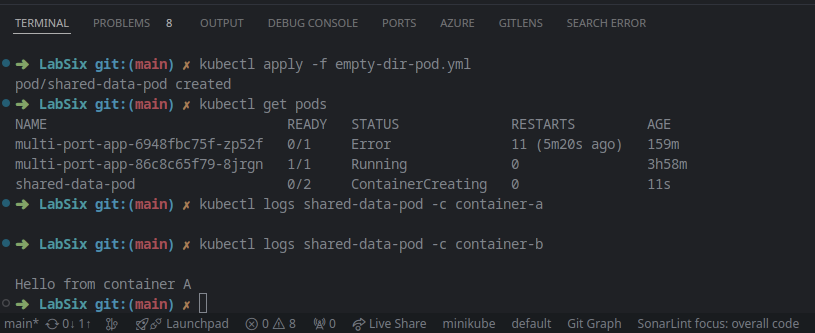 TERMINAL PROBLEMS 8 OUTPUT DEBUG CONSOLE PORTS AZURE GITLENS SEARCH ERROR
➜ LabSix git:(main) ✗ kubectl apply -f empty-dir-pod.yml
pod/shared-data-pod created
➜ LabSix git:(main) ✗ kubectl get pods
NAME READY STATUS RESTARTS AGE
multi-port-app-6948fbc75f-zp52f 0/1 Error 11 (5m20s ago) 159m
multi-port-app-86c8c65f79-8jrgn 1/1 Running 0 3h58m
shared-data-pod 0/2 ContainerCreating 0 11s
➜ LabSix git:(main) ✗ kubectl logs shared-data-pod -c container-a
➜ LabSix git:(main) ✗ kubectl logs shared-data-pod -c container-b
Hello from container A
➜ LabSix git:(main) ✗
main* 0↓ 1↑ Launchpad 0 8 0 Live Share minikube default Git Graph SonarLint focus: overall code